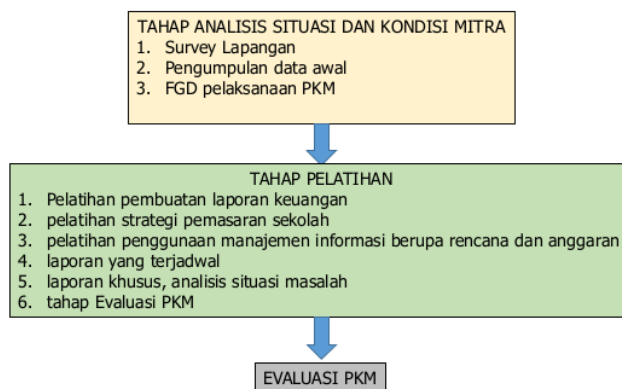 TAHAP ANALISIS SITUASI DAN KONDISI MITRA
1. Survey Lapangan
2. Pengumpulan data awal
3. FGD pelaksanaan PKM
TAHAP PELATIHAN
1. Pelatihan pembuatan laporan keuangan
2. pelatihan strategi pemasaran sekolah
3. pelatihan penggunaan manajemen informasi berupa rencana dan anggaran
4. laporan yang terjadwal
5. laporan khusus, analisis situasi masalah
6. tahap Evaluasi PKM
EVALUASI PKM